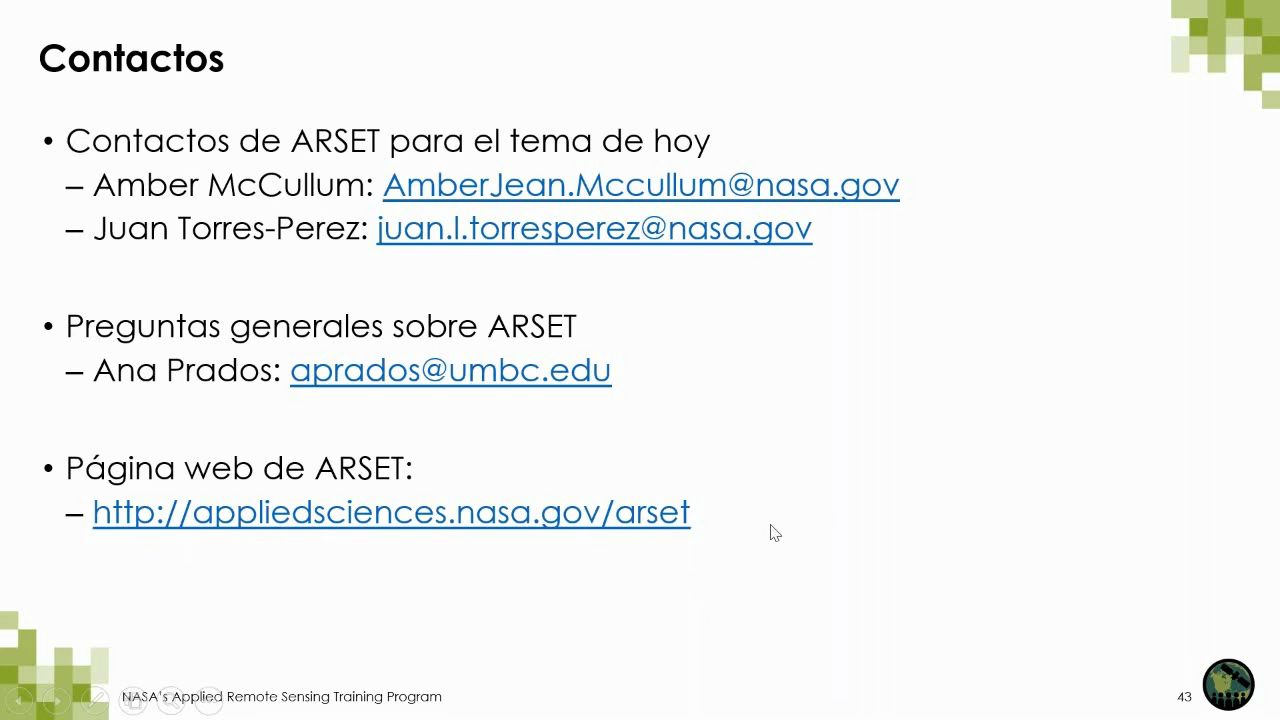 Contactos
• Contactos de ARSET para el tema de hoy
– Amber McCullum: AmberJean.Mccullum@nasa.gov
– Juan Torres-Perez: juan.l.torresperez@nasa.gov
• Preguntas generales sobre ARSET
– Ana Prados: aprados@umbc.edu
• Página web de ARSET:
– http://appliedsciences.nasa.gov/arset
NASA's Applied Remote Sensing Training Program
43